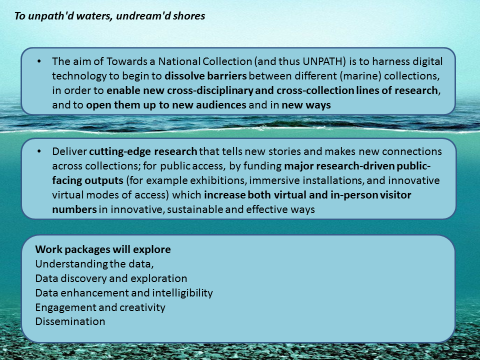 To unpath'd waters, undream'd shores
• The aim of Towards a National Collection (and thus UNPATH) is to harness digital
technology to begin to dissolve barriers between different (marine) collections,
in order to enable new cross-disciplinary and cross-collection lines of research,
and to open them up to new audiences and in new ways
• Deliver cutting-edge research that tells new stories and makes new connections
across collections; for public access, by funding major research-driven public-
facing outputs (for example exhibitions, immersive installations, and innovative
virtual modes of access) which increase both virtual and in-person visitor
numbers in innovative, sustainable and effective ways
Work packages will explore
Understanding the data,
Data discovery and exploration
Data enhancement and intelligibility
Engagement and creativity
Dissemination